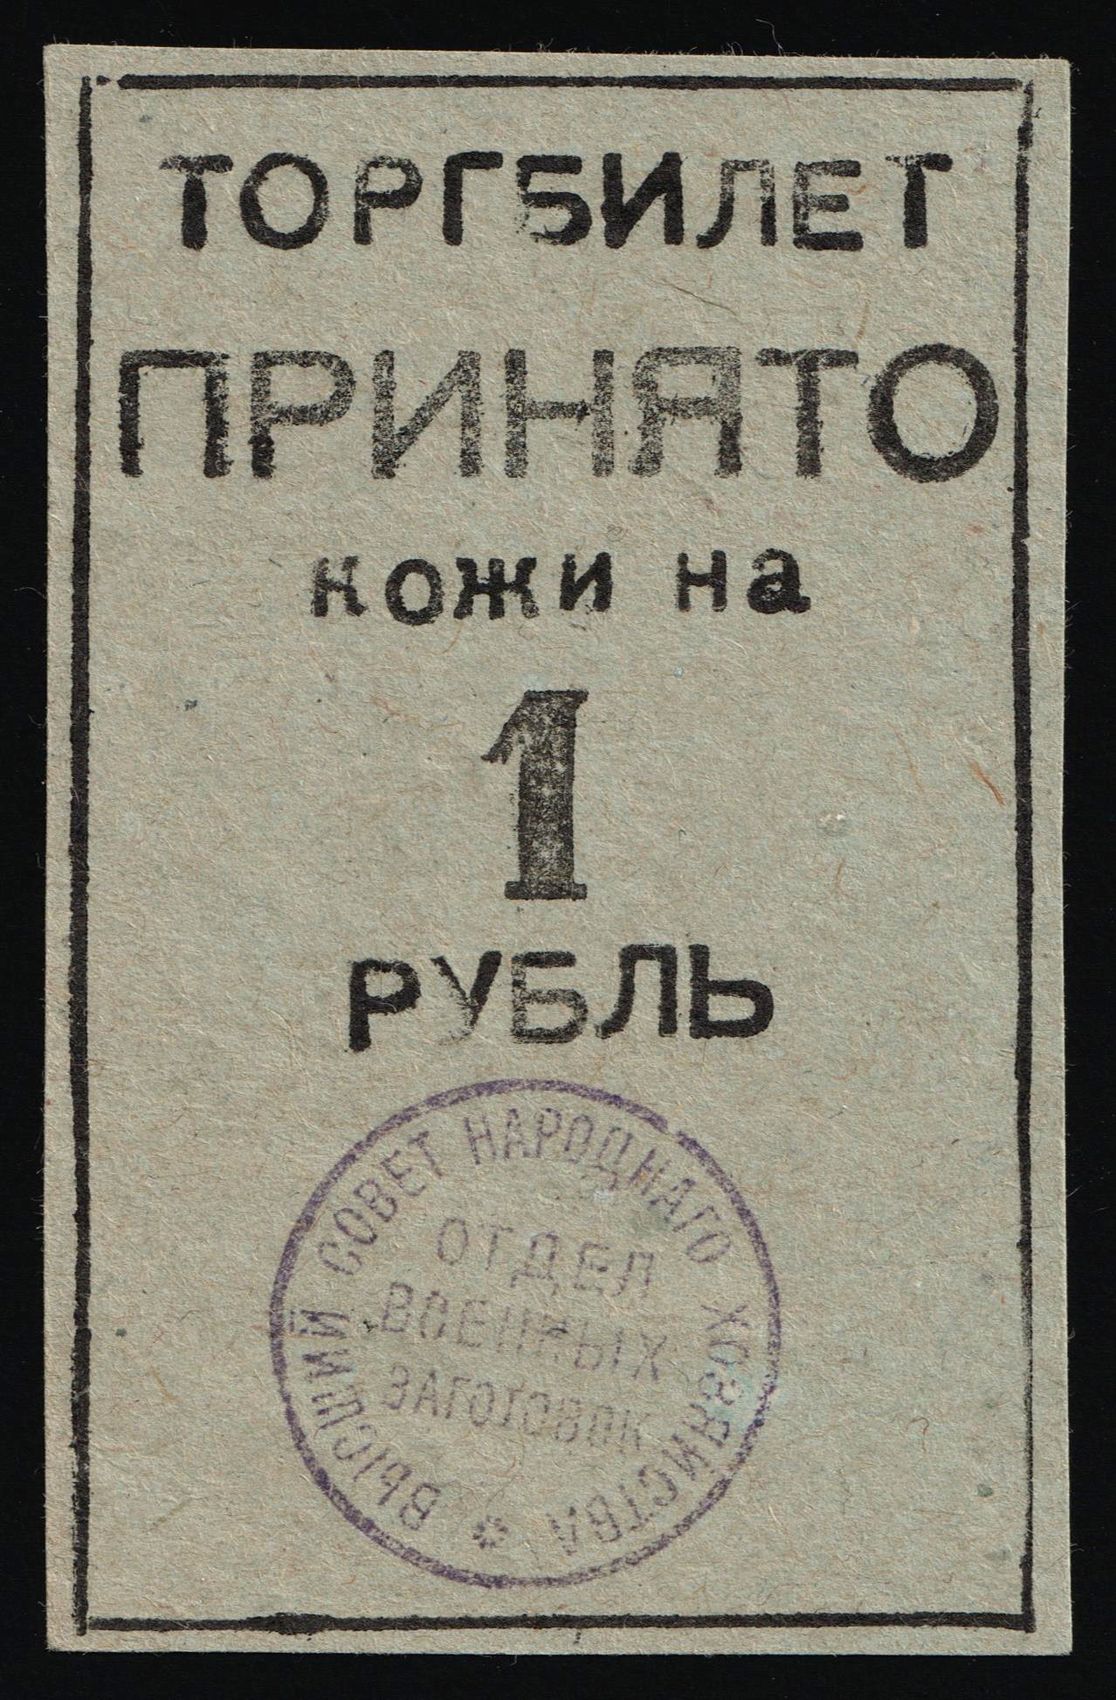 ТОРГБИЛЕТ
ПРИНЯТО
кожи на
1
РУБЛЬ
ВЫСШИЙ СОВЕТ НАРОДНАГО ХОЗЯЙСТВА
ОТДЕЛ
ВОЕННЫХ
ЗАГОТОВОК